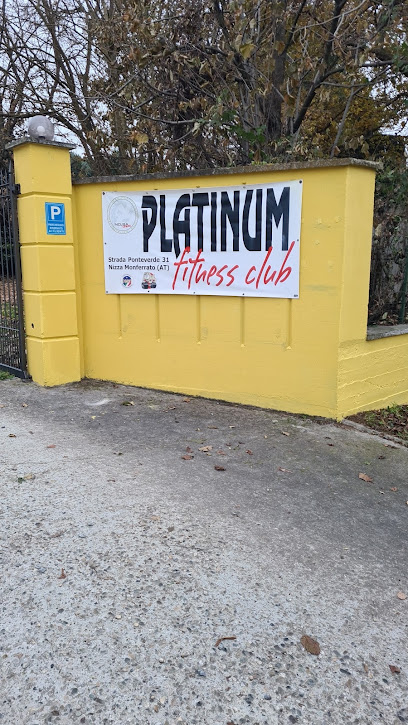 P
PLATINUM
fitness club
Strada Ponteverde 31
Nizza Monferrato (AT)